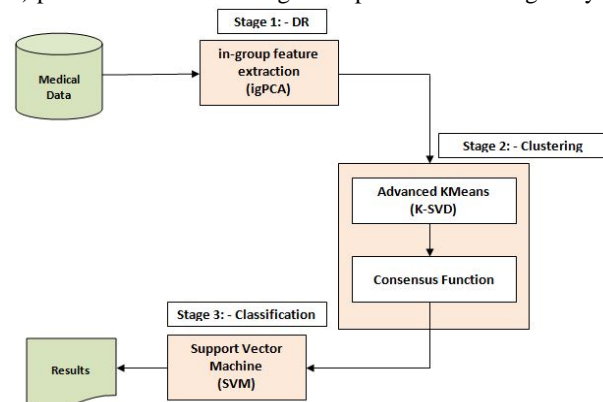 Stage 1: - DR
in-group feature
extraction
(igPCA)
Medical
Data
Stage 2: - Clustering
Advanced KMeans
(K-SVD)
Consensus Function
Stage 3: - Classification
Support Vector
Machine
(SVM)
Results